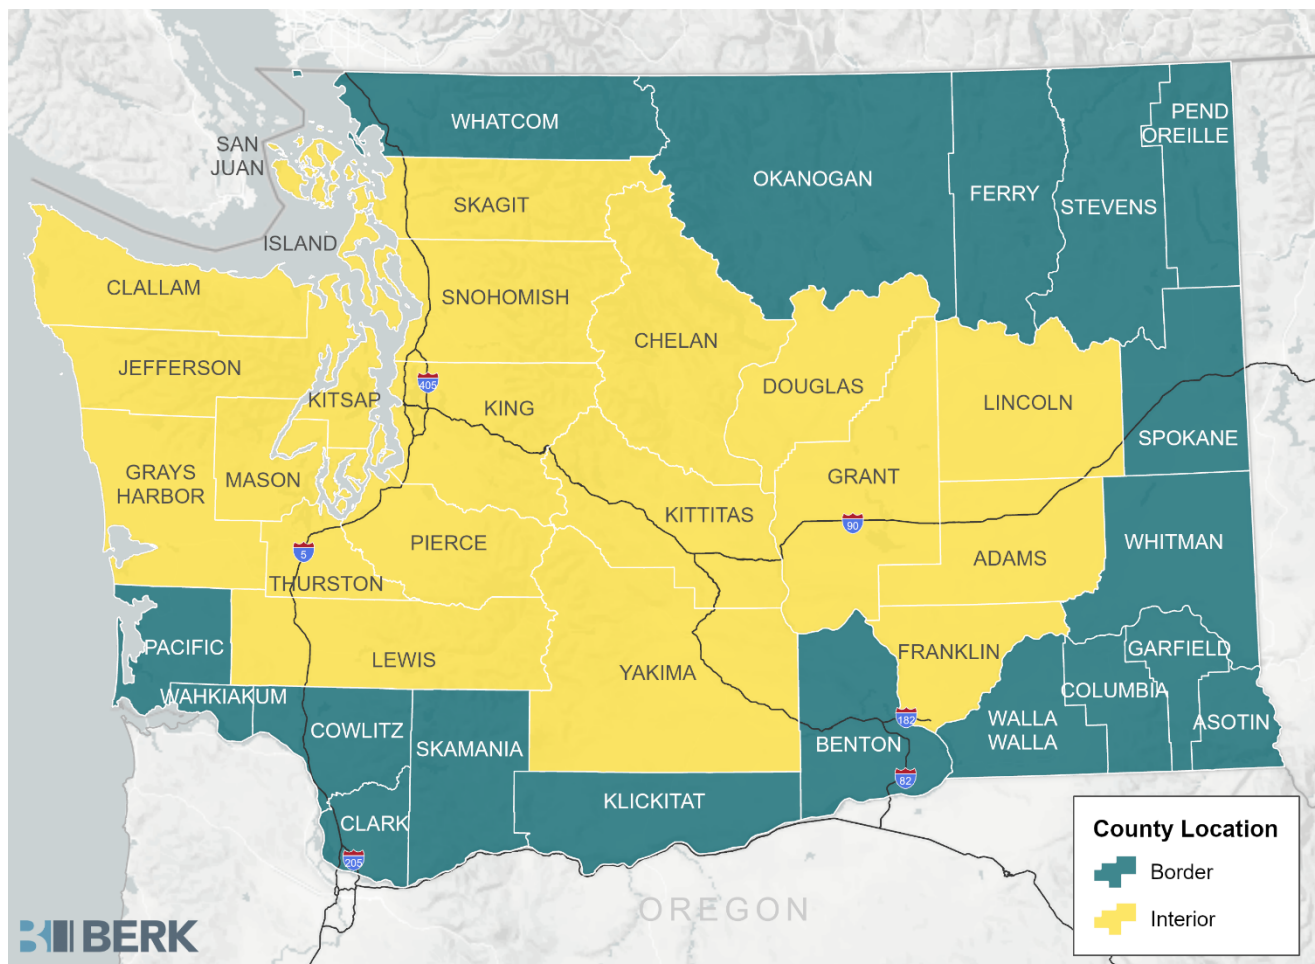 WHATCOM
PEND
OREILLE
SAN
JUAN
OKANOGAN
FERRY
STEVENS
SKAGIT
ISLAND
CLALLAM
SNOHOMISH
CHELAN
JEFFERSON
405
KITSAP
KING
DOUGLAS
LINCOLN
SPOKANE
GRAYS
HARBOR
MASON
GRANT
KITTITAS
90
PIERCE
5
THURSTON
ADAMS
WHITMAN
PACIFIC
LEWIS
YAKIMA
FRANKLIN
GARFIELD
WAHKIAKUM
COLUMBIA
COWLITZ
SKAMANIA
182
BENTON
WALLA
WALLA
ASOTIN
82
KLICKITAT
CLARK
205
OREGON
County Location
Border
Interior
BERK